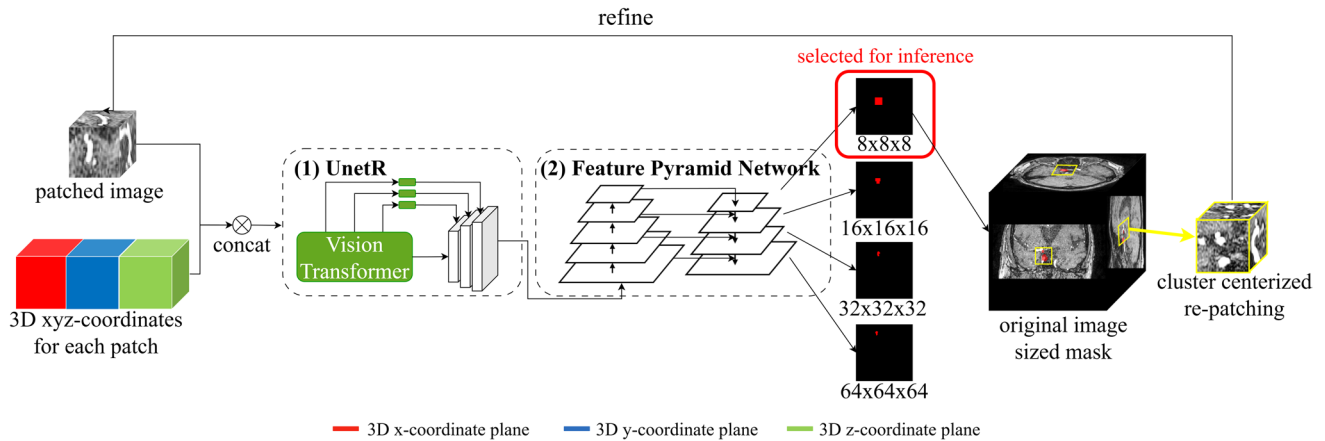 refine
selected for inference
8x8x8
patched image
concat
3D xyz-coordinates
for each patch
(1) UnetR
Vision
Transformer
(2) Feature Pyramid Network
16x16x16
32x32x32
64x64x64
original image
sized mask
cluster centerized
re-patching
3D x-coordinate plane
3D y-coordinate plane
3D z-coordinate plane